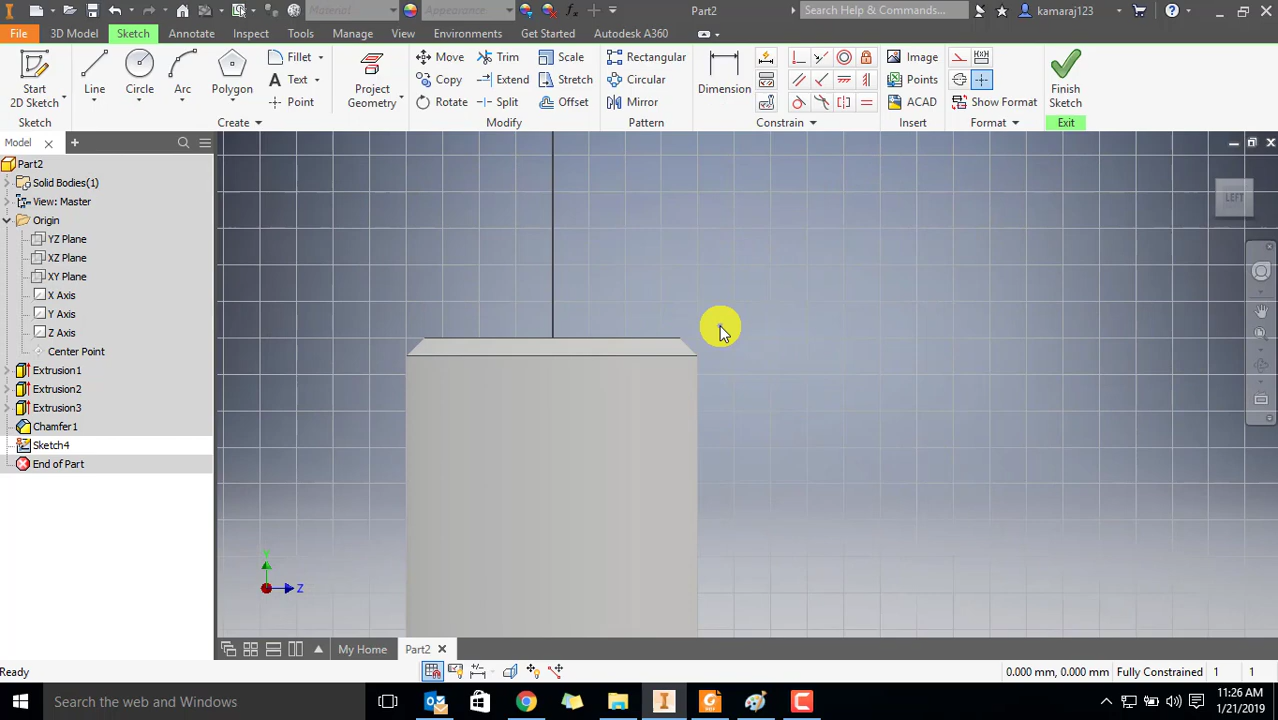 Material
Appearance
Part2
Search Help & Commands...
kamaraj123
File
3D Model
Sketch
Annotate
Inspect
Tools
Manage
View
Environments
Get Started
Autodesk A360
Start
2D Sketch
Line
Circle
Arc
Polygon
Fillet
Text
Point
Project
Geometry
Move
Copy
Rotate
Trim
Extend
Split
Scale
Stretch
Offset
Rectangular
Circular
Mirror
Dimension
Image
Points
ACAD
Show Format
Finish
Sketch
Sketch
Create
Modify
Pattern
Constrain
Insert
Format
Exit
Model
Part2
Solid Bodies(1)
View: Master
Origin
YZ Plane
XZ Plane
XY Plane
X Axis
Y Axis
Z Axis
Center Point
Extrusion1
Extrusion2
Extrusion3
Chamfer1
Sketch4
End of Part
LEFT
Y
Z
My Home
Part2
Ready
0.000 mm, 0.000 mm
Fully Constrained
1
1
Search the web and Windows
11:26 AM
1/21/2019